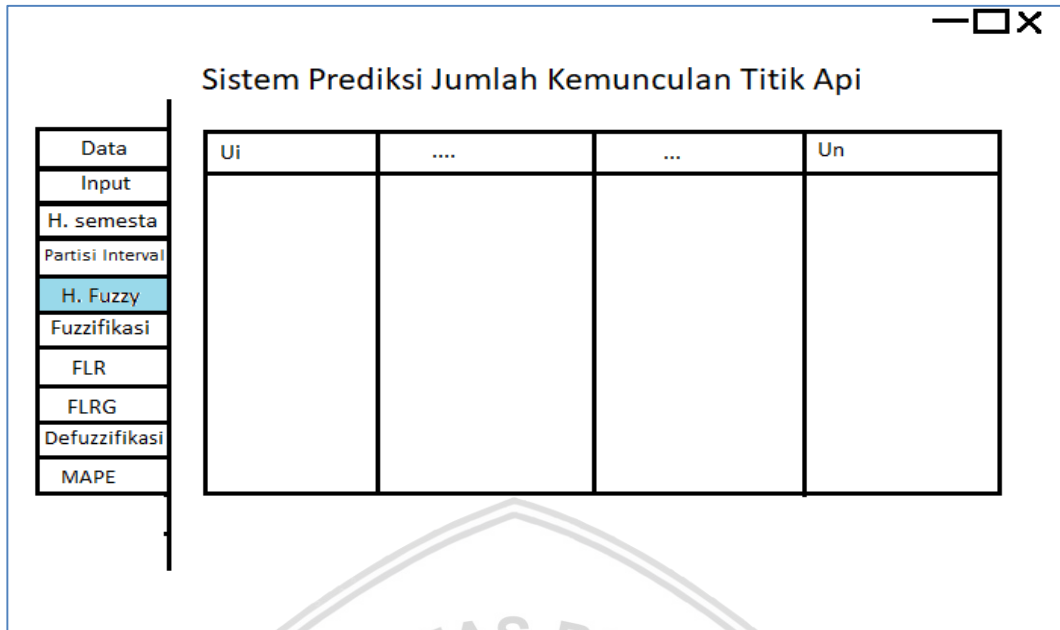 Sistem Prediksi Jumlah Kemunculan Titik Api
Data
Input
H. semesta
Partisi Interval
H. Fuzzy
Fuzzifikasi
FLR
FLRG
Defuzzifikasi
MAPE
Ui .... ... Un